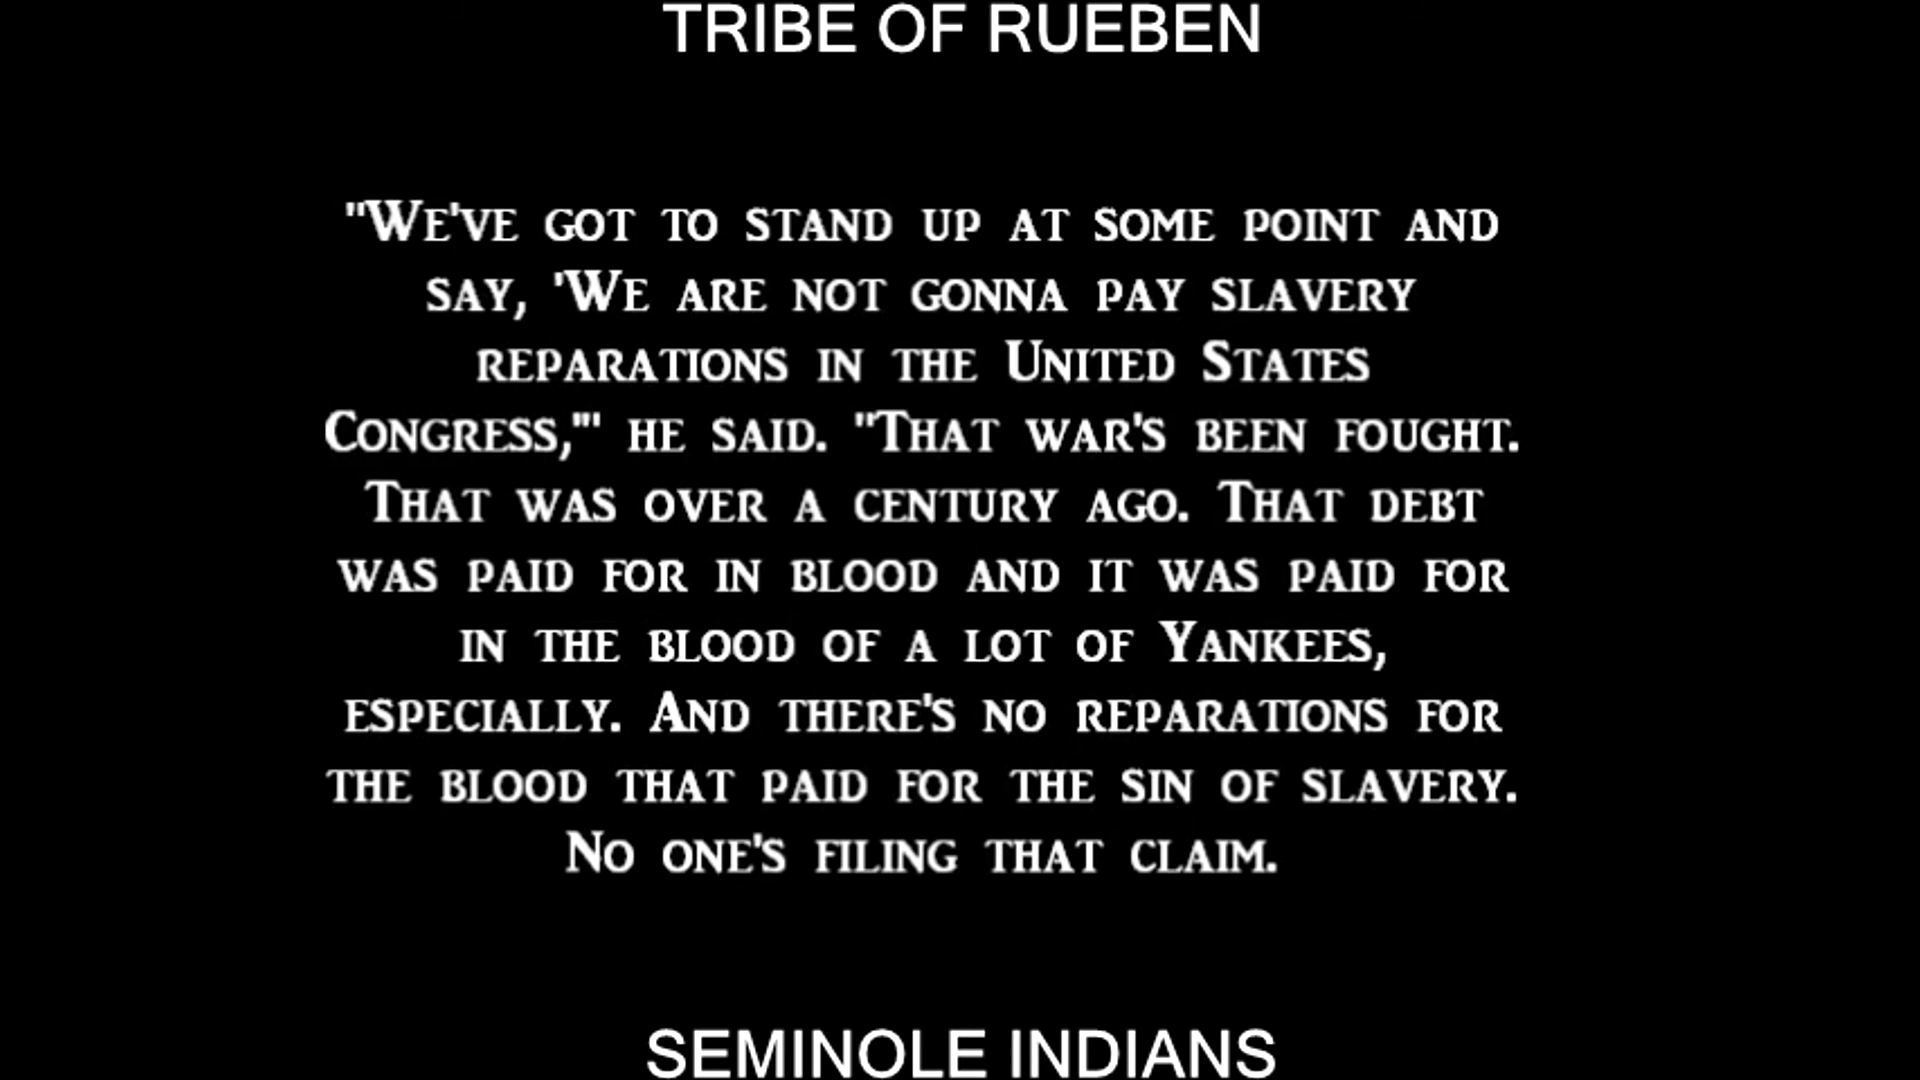 TRIBE OF RUEBEN
"We've got to stand up at some point and
say, 'We are not gonna pay slavery
reparations in the United States
Congress,'" he said. "That war's been fought.
That was over a century ago. That debt
was paid for in blood and it was paid for
in the blood of a lot of Yankees,
especially. And there's no reparations for
the blood that paid for the sin of slavery.
No one's filing that claim.
SEMINOLE INDIANS